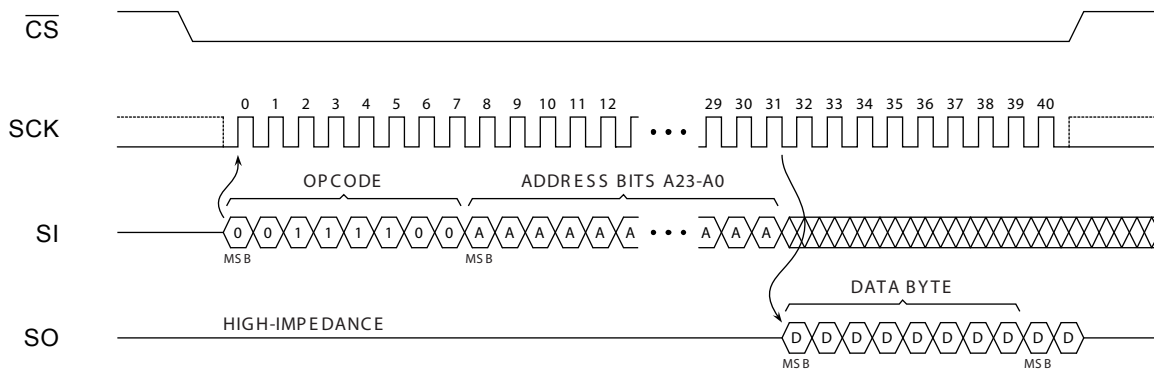 CS
0 1 2 3 4 5 6 7 8 9 10 11 12 29 30 31 32 33 34 35 36 37 38 39 40
SCK
OPCODE ADDRESS BITS A23-A0
SI 0 0 1 1 1 1 0 0 A A A A A A A A A
MSB MSB
DATA BYTE
HIGH-IMPEDANCE
SO D D D D D D D D D D
MSB MSB